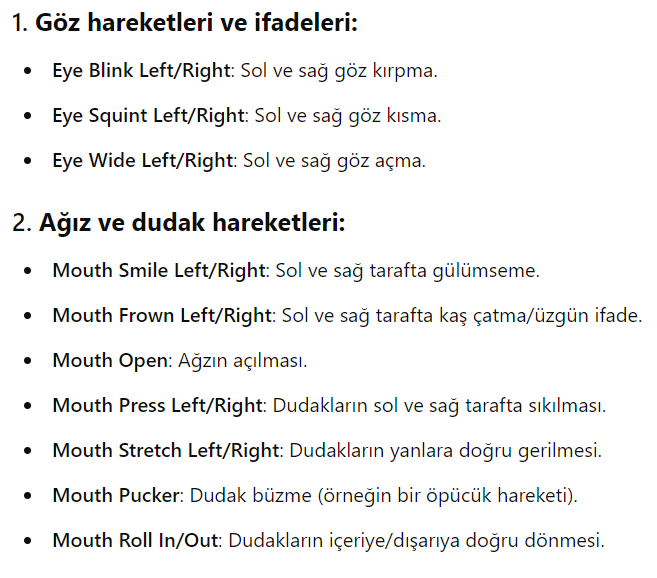 1. Göz hareketleri ve ifadeleri:
• Eye Blink Left/Right: Sol ve sağ göz kırpma.
• Eye Squint Left/Right: Sol ve sağ göz kısma.
• Eye Wide Left/Right: Sol ve sağ göz açma.
2. Ağız ve dudak hareketleri:
• Mouth Smile Left/Right: Sol ve sağ tarafta gülümseme.
• Mouth Frown Left/Right: Sol ve sağ tarafta kaş çatma/üzgün ifade.
• Mouth Open: Ağzın açılması.
• Mouth Press Left/Right: Dudakların sol ve sağ tarafta sıkılması.
• Mouth Stretch Left/Right: Dudakların yanlara doğru gerilmesi.
• Mouth Pucker: Dudak büzme (örneğin bir öpücük hareketi).
• Mouth Roll In/Out: Dudakların içeriye/dışarıya doğru dönmesi.